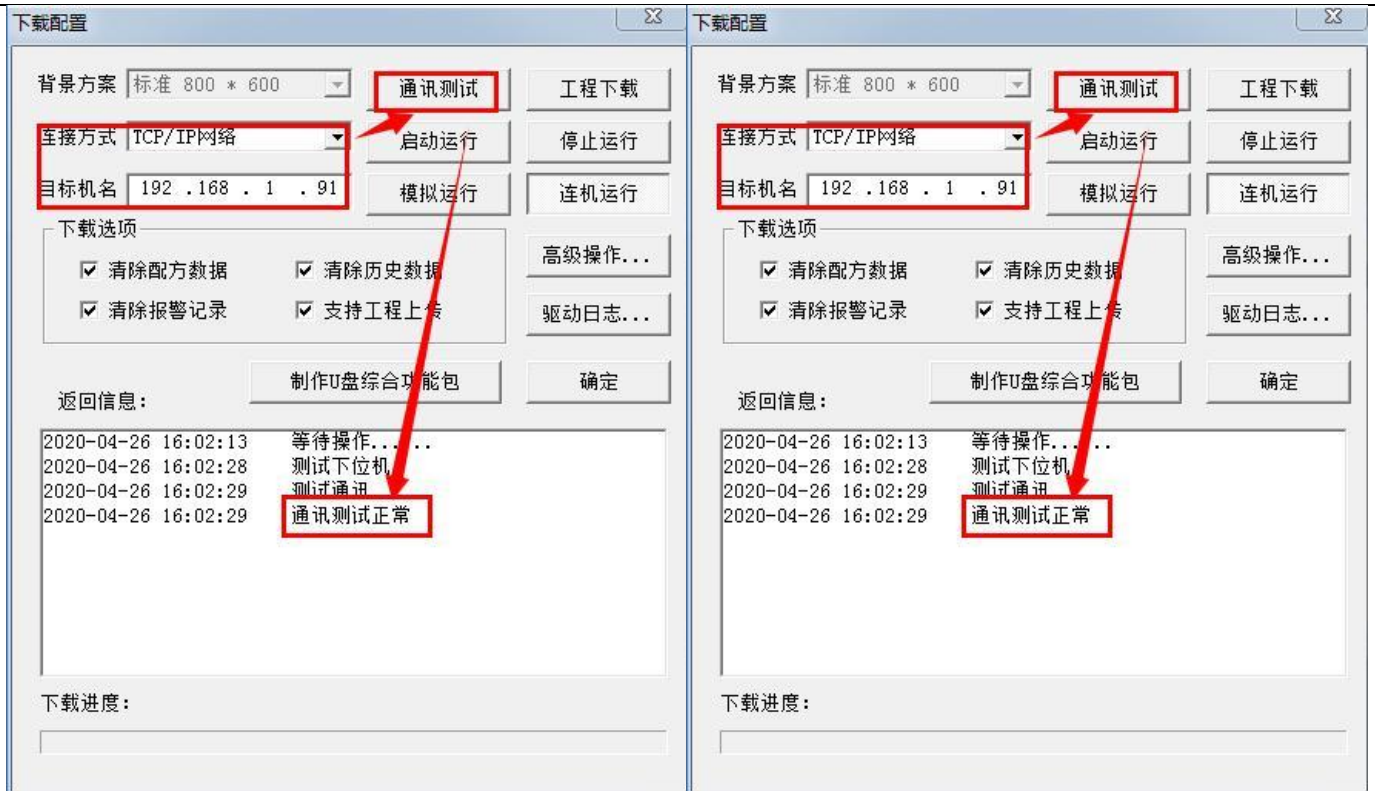 下载配置
背景方案 标准 800 * 600 通讯测试 工程下载
连接方式 TCP/IP网络 启动运行 停止运行
目标机名 192 .168 . 1 . 91 模拟运行 连机运行
下载选项
清除配方数据 清除历史数据 高级操作...
清除报警记录 支持工程上传 驱动日志...
制作U盘综合功能包 确定
返回信息:
2020-04-26 16:02:13 等待操作.......
2020-04-26 16:02:28 测试下位机
2020-04-26 16:02:29 测试通讯
2020-04-26 16:02:29 通讯测试正常
下载进度:
下载配置
背景方案 标准 800 * 600 通讯测试 工程下载
连接方式 TCP/IP网络 启动运行 停止运行
目标机名 192 .168 . 1 . 91 模拟运行 连机运行
下载选项
清除配方数据 清除历史数据 高级操作...
清除报警记录 支持工程上传 驱动日志...
制作U盘综合功能包 确定
返回信息:
2020-04-26 16:02:13 等待操作.......
2020-04-26 16:02:28 测试下位机
2020-04-26 16:02:29 测试通讯
2020-04-26 16:02:29 通讯测试正常
下载进度: